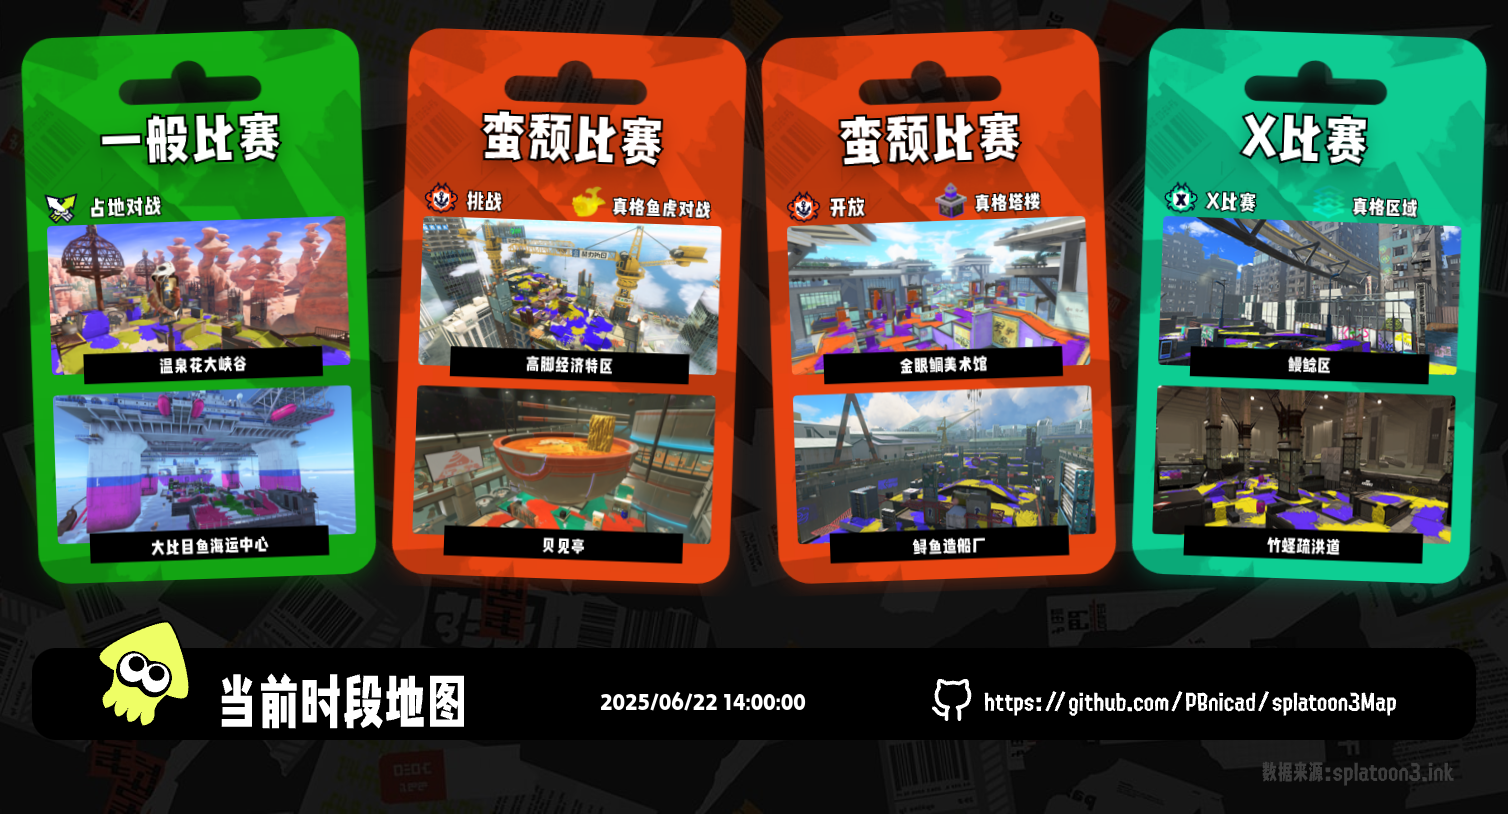 一般比赛
占地对战
温泉花大峡谷
大比目鱼海运中心
蛮颓比赛
挑战
真格鱼虎对战
高脚经济特区
贝见亭
蛮颓比赛
开放
真格塔楼
金眼鲷美术馆
鲟鱼造船厂
X比赛
X比赛
真格区域
鳗鲶区
竹蛏疏洪道
当前时段地图
2025/06/22 14:00:00
https://github.com/PBnicad/splatoon3Map
数据来源:splatoon3.ink